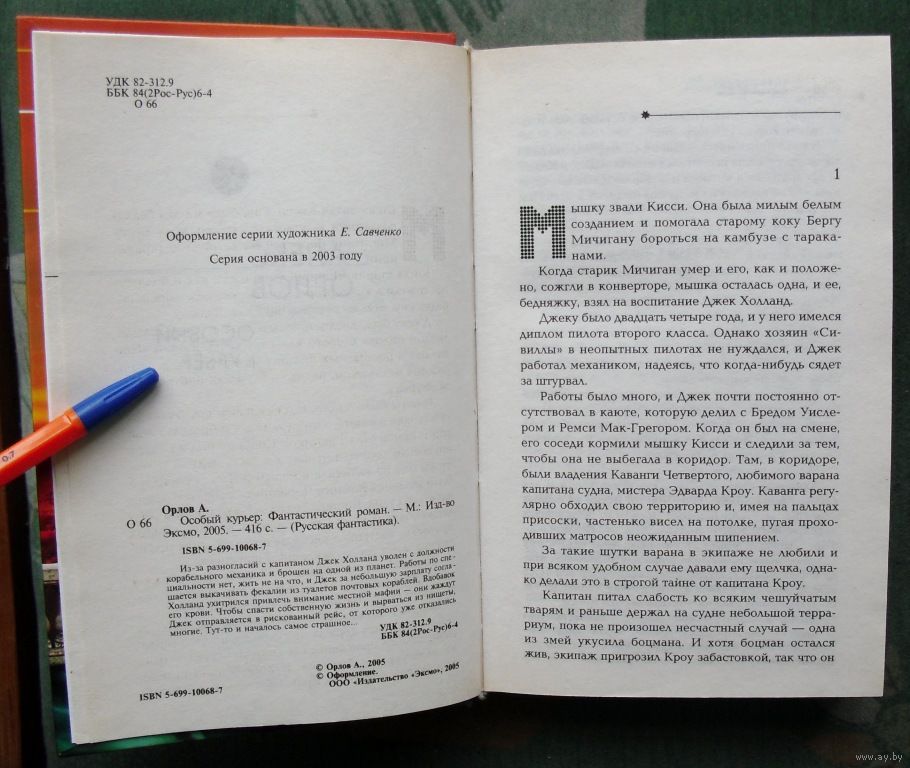 УДК 82-312.9
ББК 84(2Рос-Рус)6-4
О 66
Оформление серии художника Е. Савченко
Серия основана в 2003 году
Орлов А.
О 66 Особый курьер: Фантастический роман. — М.: Изд-во
Эксмо, 2005. — 416 с. — (Русская фантастика).
ISBN 5-699-10068-7
Из-за разногласий с капитаном Джек Холланд уволен с должности
корабельного механика и брошен на одной из планет. Работы по спе-
циальности нет, жить не на что, и Джек за небольшую зарплату согла-
шается выкачивать фекалии из туалетов почтовых кораблей. Вдобавок
Холланд ухитрился привлечь внимание местной мафии — они жаждут
его крови. Чтобы спасти собственную жизнь и вырваться из нищеты,
Джек отправляется в рискованный рейс, от которого уже отказались
многие. Тут-то и началось самое страшное...
УДК 82-312.9
ББК 84(2Рос-Рус)6-4
© Орлов А., 2005
© Оформление.
ООО «Издательство «Эксмо», 2005
ISBN 5-699-10068-7
0.7
1
Мышку звали Кисси. Она была милым белым
созданием и помогала старому коку Бергу
Мичигану бороться на камбузе с тарака-
нами.
Когда старик Мичиган умер и его, как и положе-
но, сожгли в конверторе, мышка осталась одна, и ее,
бедняжку, взял на воспитание Джек Холланд.
Джеку было двадцать четыре года, и у него имелся
диплом пилота второго класса. Однако хозяин «Си-
виллы» в неопытных пилотах не нуждался, и Джек
работал механиком, надеясь, что когда-нибудь сядет
за штурвал.
Работы было много, и Джек почти постоянно от-
сутствовал в каюте, которую делил с Бредом Уисле-
ром и Ремси Мак-Грегором. Когда он был на смене,
его соседи кормили мышку Кисси и следили за тем,
чтобы она не выбегала в коридор. Там, в коридоре,
были владения Каванги Четвертого, любимого варана
капитана судна, мистера Эдварда Кроу. Каванга регу-
лярно обходил свою территорию и, имея на пальцах
присоски, частенько висел на потолке, пугая прохо-
дивших матросов неожиданным шипением.
За такие шутки варана в экипаже не любили и
при всяком удобном случае давали ему щелчка, одна-
ко делали это в строгой тайне от капитана Кроу.
Капитан питал слабость ко всяким чешуйчатым
тварям и раньше держал на судне небольшой терра-
риум, пока не произошел несчастный случай — одна
из змей укусила боцмана. И хотя боцман остался
жив, экипаж пригрозил Кроу забастовкой, так что он
www.ay.by